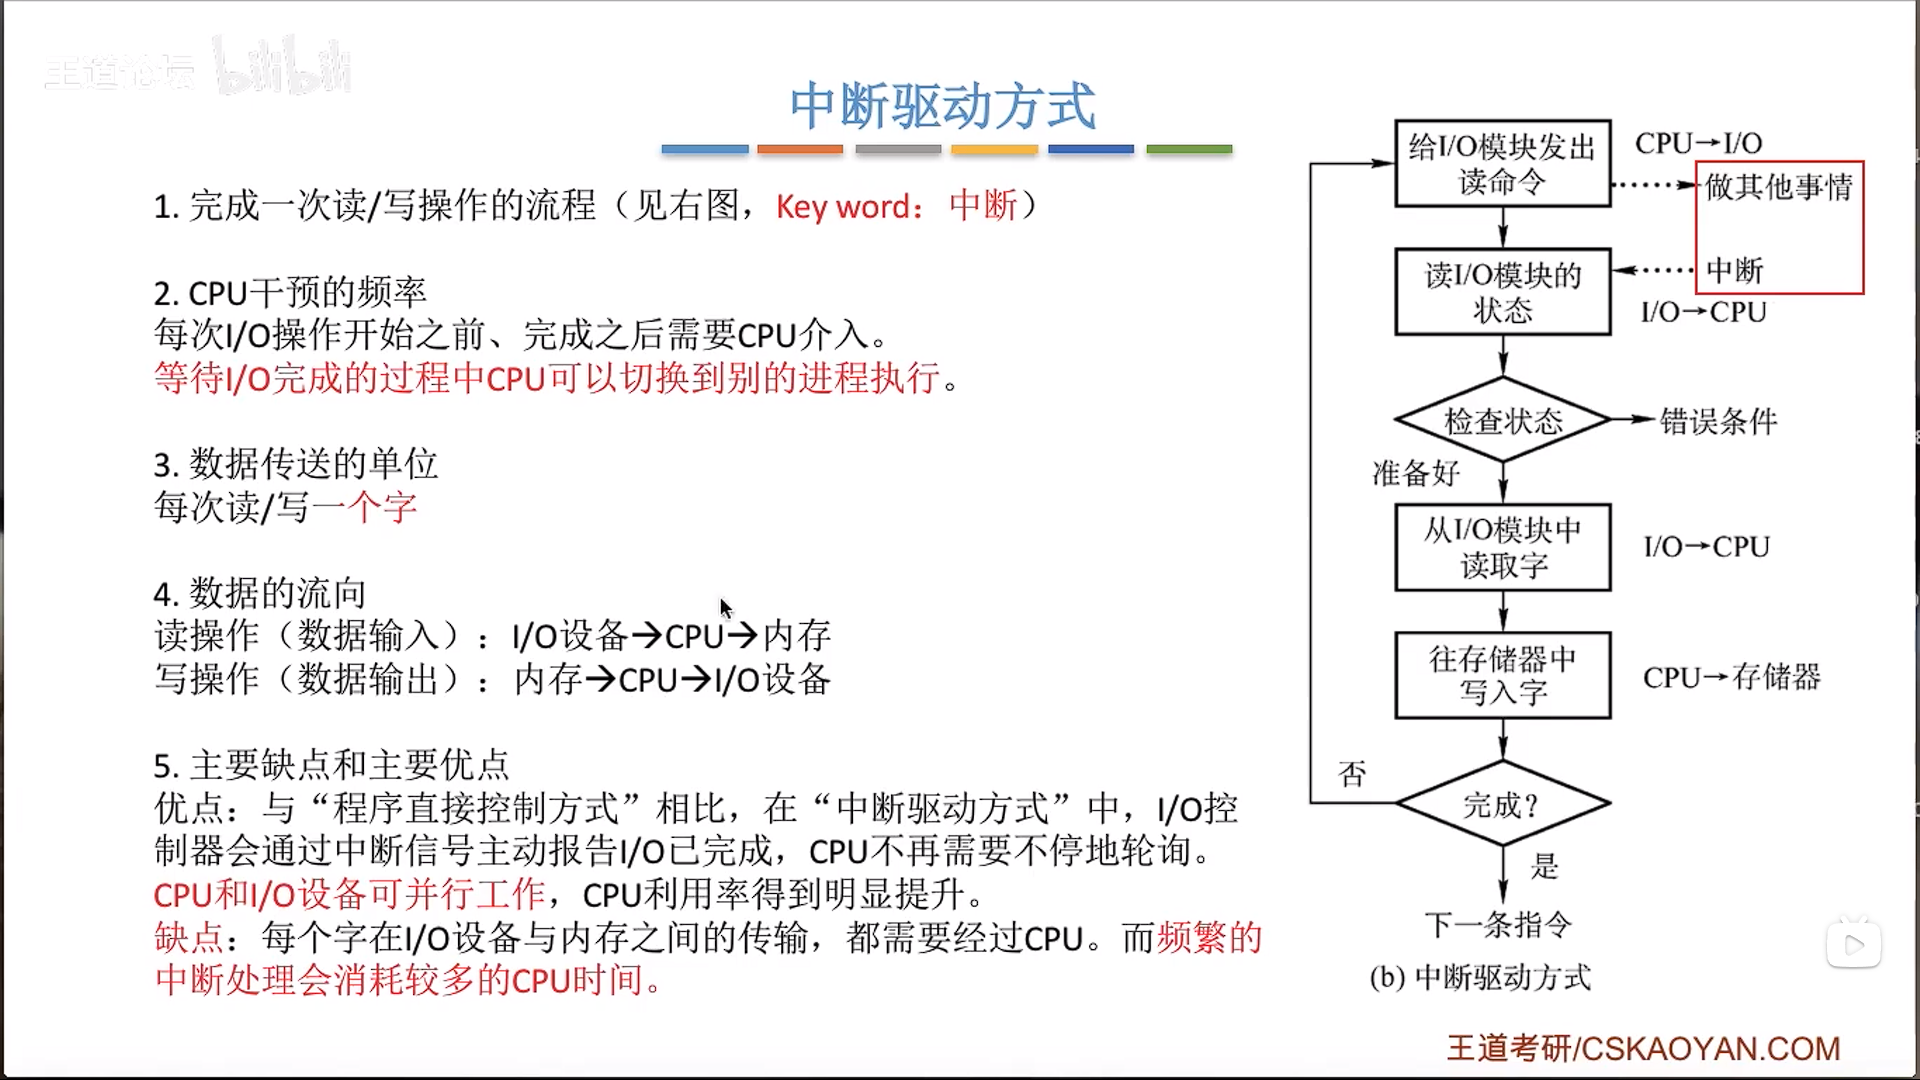 王道论坛 bilibili
中断驱动方式
1. 完成一次读/写操作的流程（见右图，Key word：中断）
2. CPU干预的频率
每次I/O操作开始之前、完成之后需要CPU介入。
等待I/O完成的过程中CPU可以切换到别的进程执行。
3. 数据传送的单位
每次读/写一个字
4. 数据的流向
读操作（数据输入）：I/O设备→CPU→内存
写操作（数据输出）：内存→CPU→I/O设备
5. 主要缺点和主要优点
优点：与“程序直接控制方式”相比，在“中断驱动方式”中，I/O控
制器会通过中断信号主动报告I/O已完成，CPU不再需要不停地轮询。
CPU和I/O设备可并行工作，CPU利用率得到明显提升。
缺点：每个字在I/O设备与内存之间的传输，都需要经过CPU。而频繁的
中断处理会消耗较多的CPU时间。
给I/O模块发出
读命令
CPU→I/O
做其他事情
读I/O模块的
状态
中断
I/O→CPU
检查状态
错误条件
准备好
从I/O模块中
读取字
I/O→CPU
往存储器中
写入字
CPU→存储器
完成?
否
是
下一条指令
(b) 中断驱动方式
王道考研/CSKAOYAN.COM